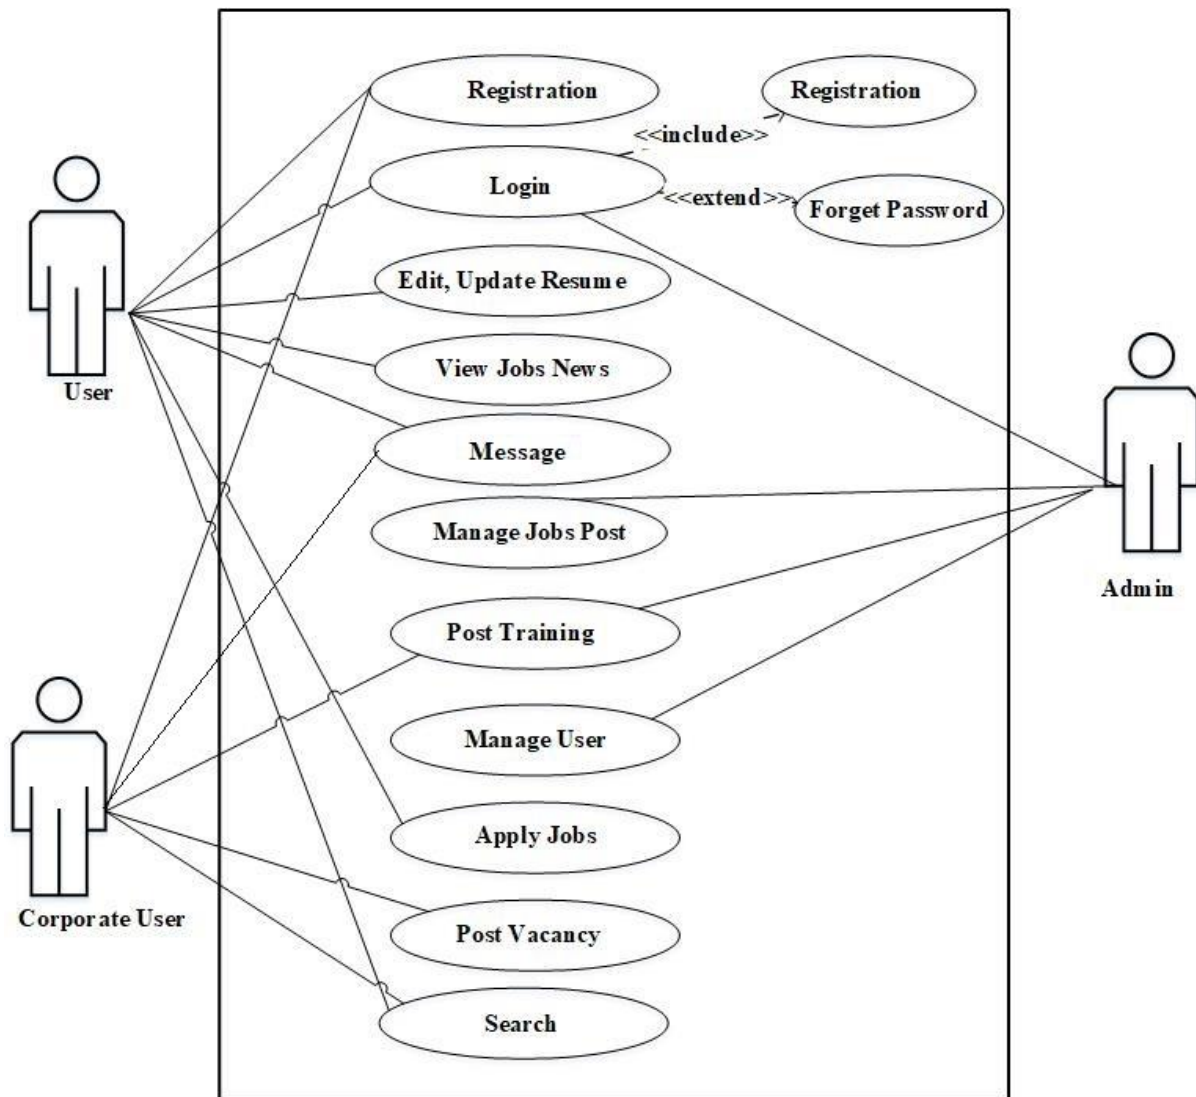 Registration
Registration
<<include>>
Login
<<extend>>
Forget Password
Edit, Update Resume
View Jobs News
User
Message
Manage Jobs Post
Admin
Post Training
Manage User
Apply Jobs
Corporate User
Post Vacancy
Search